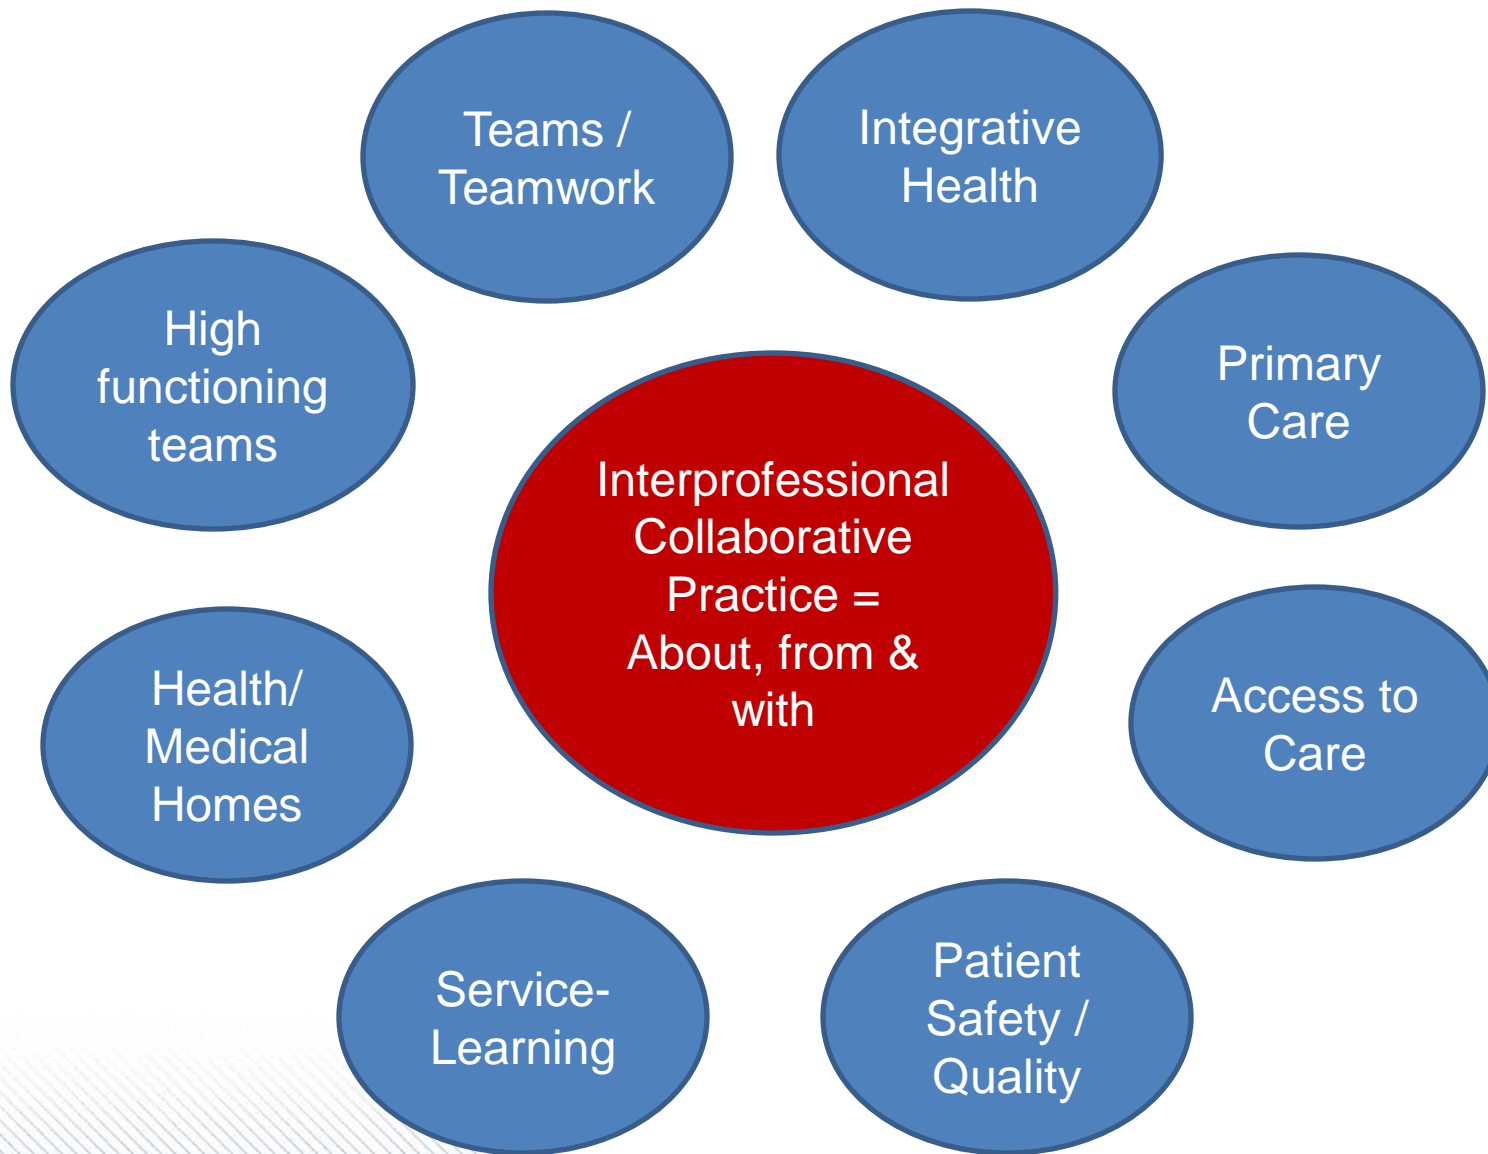 Teams /
Teamwork
Integrative
Health
High
functioning
teams
Primary
Care
Interprofessional
Collaborative
Practice =
About, from &
with
Health/
Medical
Homes
Access to
Care
Service-
Learning
Patient
Safety /
Quality